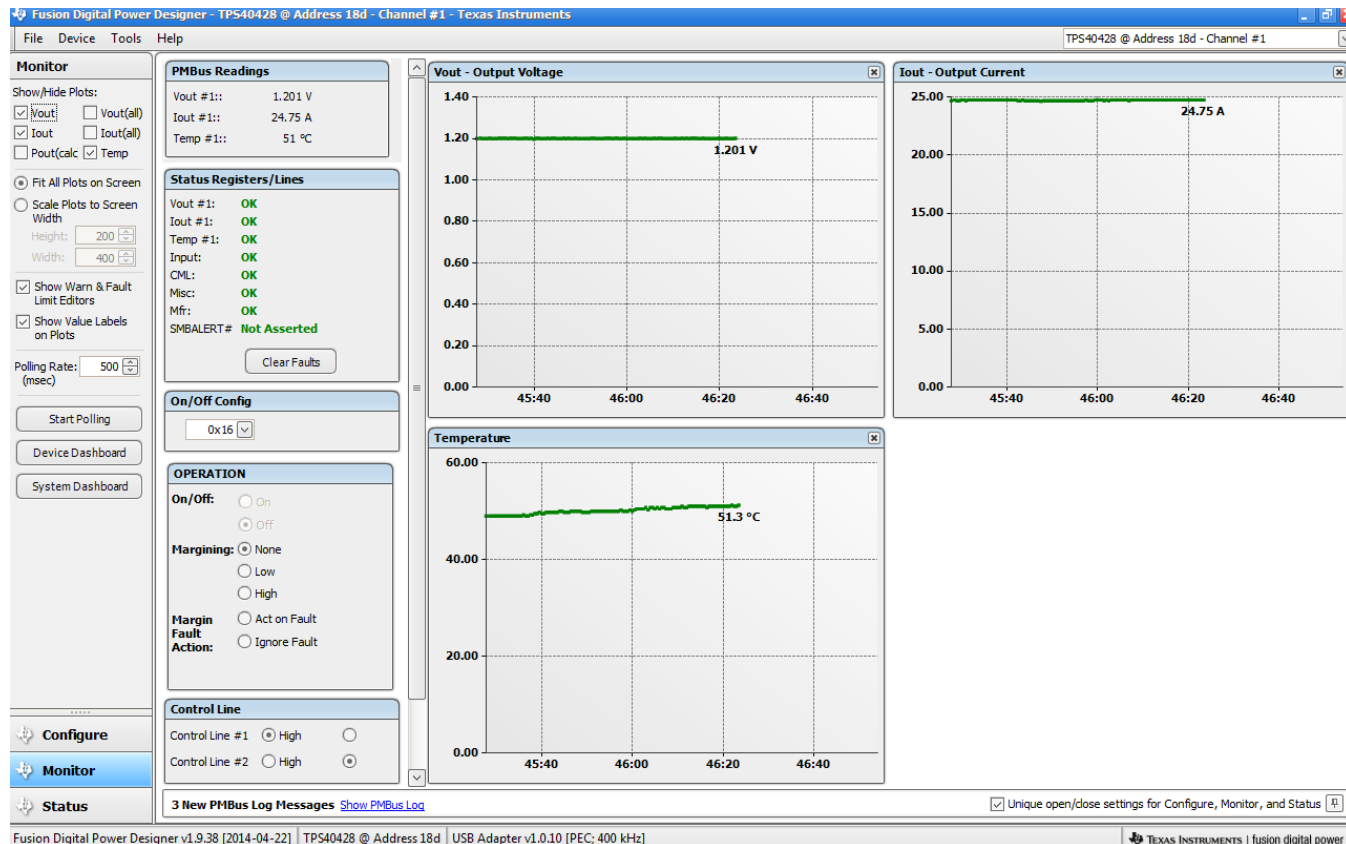 Fusion Digital Power Designer - TPS40428 @ Address 18d - Channel #1 - Texas Instruments
File Device Tools Help
TPS40428 @ Address 18d - Channel #1
Monitor
Show/Hide Plots:
Vout Vout(all)
Iout Iout(all)
Pout(calc Temp
Fit All Plots on Screen
Scale Plots to Screen
Width
Height: 200
Width: 400
Show Warn & Fault
Limit Editors
Show Value Labels
on Plots
Polling Rate: 500
(msec)
Start Polling
Device Dashboard
System Dashboard
Configure
Monitor
Status
PMBus Readings
Vout #1:: 1.201 V
Iout #1:: 24.75 A
Temp #1:: 51 °C
Status Registers/Lines
Vout #1: OK
Iout #1: OK
Temp #1: OK
Input: OK
CML: OK
Misc: OK
Mfr: OK
SMBALERT# Not Asserted
Clear Faults
On/Off Config
0x16
OPERATION
On/Off: On
Off
Margining: None
Low
High
Margin Act on Fault
Fault
Action: Ignore Fault
Control Line
Control Line #1 High
Control Line #2 High
Vout - Output Voltage
1.40
1.20
1.00
0.80
0.60
0.40
0.20
0.00
1.201 V
45:40 46:00 46:20 46:40
Iout - Output Current
25.00
20.00
15.00
10.00
5.00
0.00
24.75 A
45:40 46:00 46:20 46:40
Temperature
60.00
40.00
20.00
0.00
51.3 °C
45:40 46:00 46:20 46:40
3 New PMBus Log Messages Show PMBus Log
Unique open/close settings for Configure, Monitor, and Status
Fusion Digital Power Designer v1.9.38 [2014-04-22] TPS40428 @ Address 18d USB Adapter v1.0.10 [PEC; 400 kHz]
TEXAS INSTRUMENTS | fusion digital power